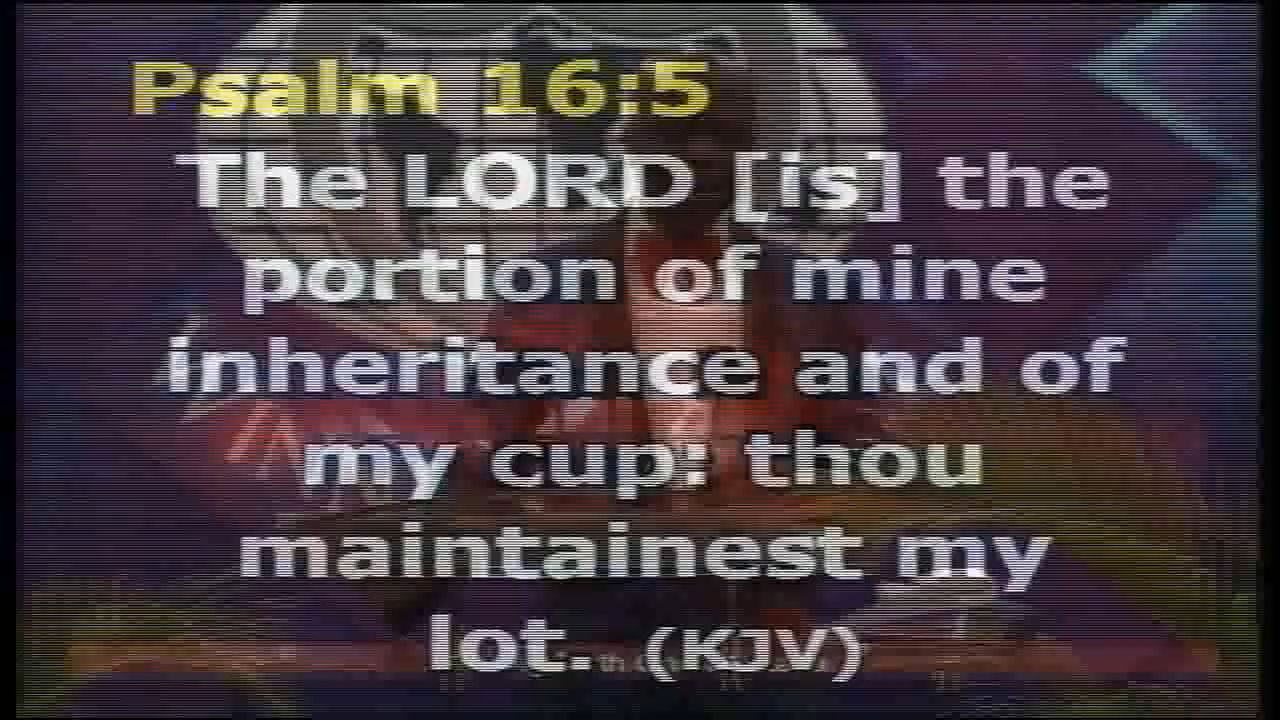 Psalm 16:5
The LORD [is] the
portion of mine
inheritance and of
my cup: thou
maintainest my
lot. (KJV)